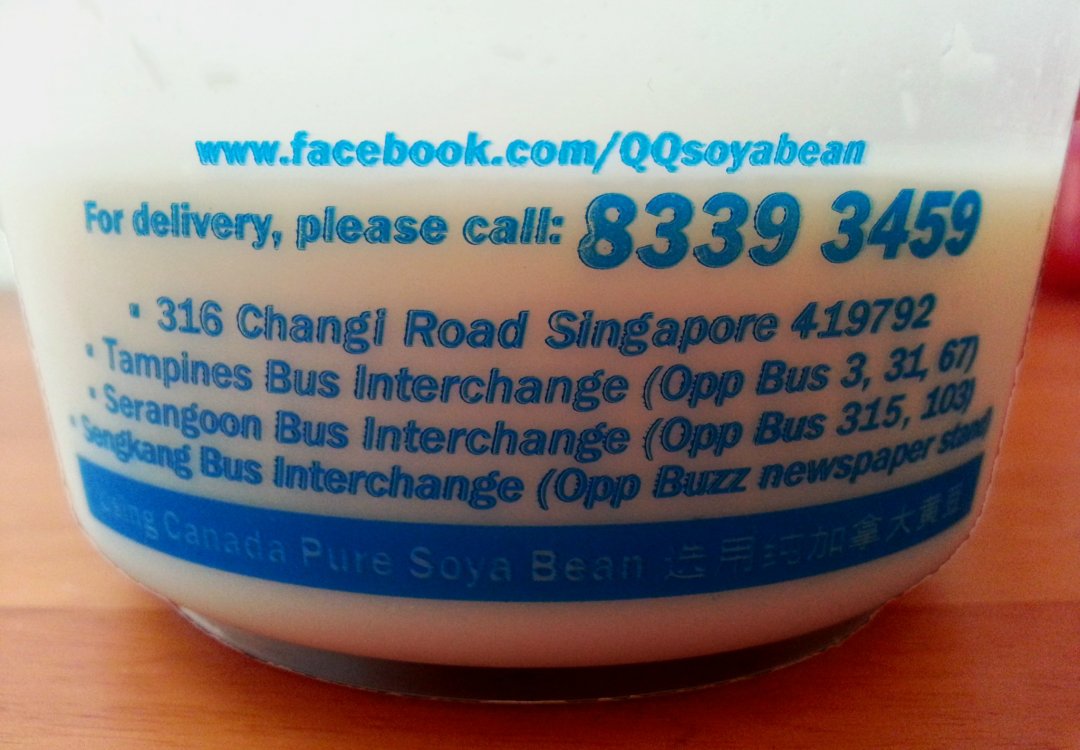 www.facebook.com/QQsoyabean
For delivery, please call: 8339 3459
▪ 316 Changi Road Singapore 419792
▪ Tampines Bus Interchange (Opp Bus 3, 31, 67)
▪ Serangoon Bus Interchange (Opp Bus 315, 103)
▪ Sengkang Bus Interchange (Opp Buzz newspaper stand)
Using Canada Pure Soya Bean 选用纯加拿大黄豆